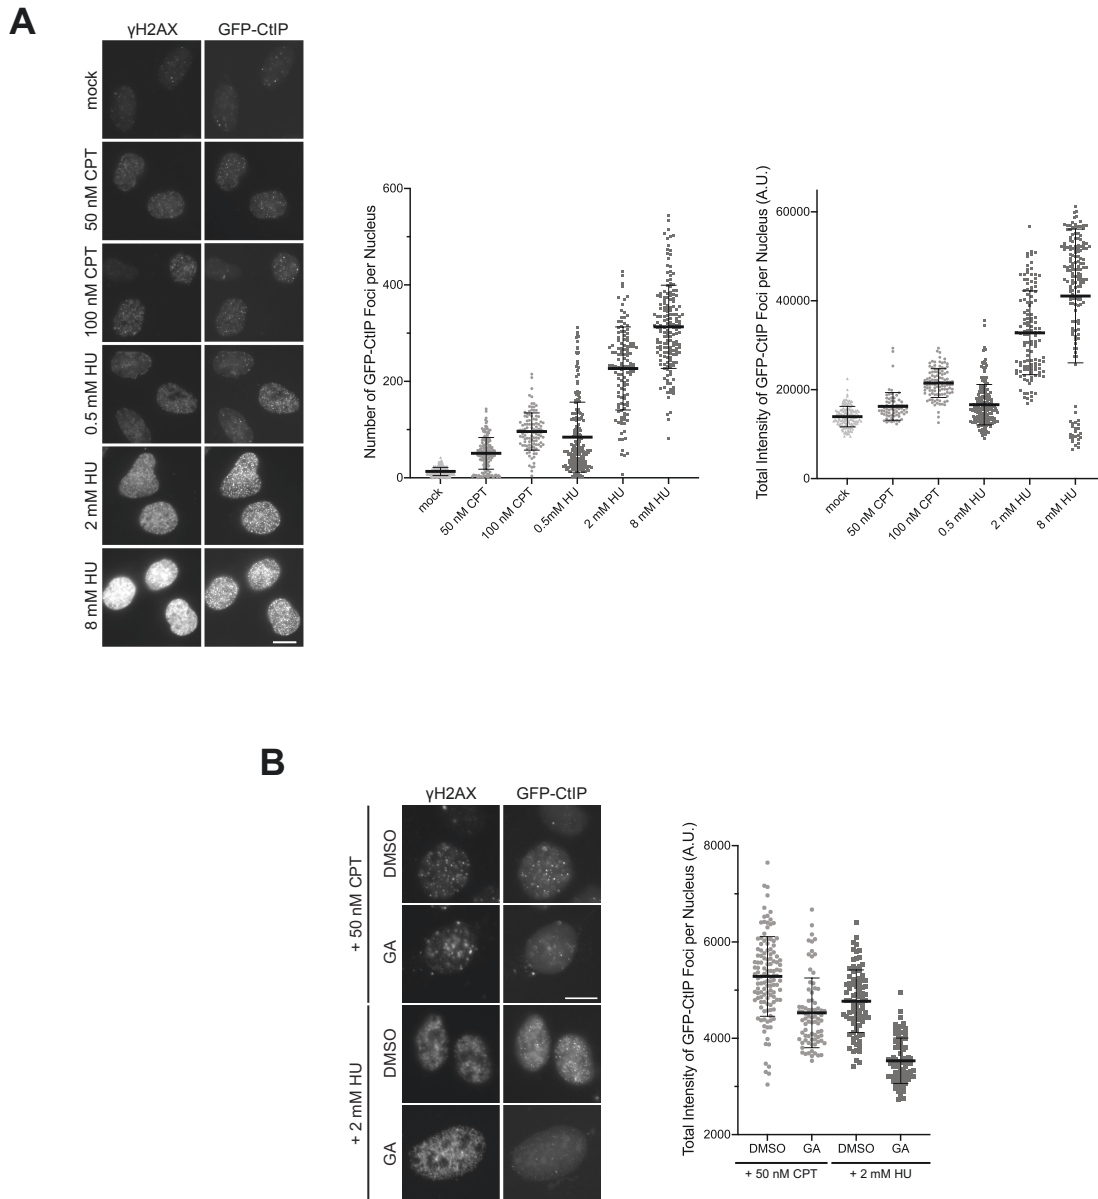 A
γH2AX GFP-CtIP
mock
50 nM CPT
100 nM CPT
0.5 mM HU
2 mM HU
8 mM HU
Number of GFP-CtIP Foci per Nucleus
600
400
200
0
mock
50 nM CPT
100 nM CPT
0.5mM HU
2 mM HU
8 mM HU
Total Intensity of GFP-CtIP Foci per Nucleus (A.U.)
60000
40000
20000
0
mock
50 nM CPT
100 nM CPT
0.5 mM HU
2 mM HU
8 mM HU
B
γH2AX GFP-CtIP
+ 50 nM CPT
DMSO
GA
+ 2 mM HU
DMSO
GA
Total Intensity of GFP-CtIP Foci per Nucleus (A.U.)
8000
6000
4000
2000
DMSO GA DMSO GA
+ 50 nM CPT + 2 mM HU